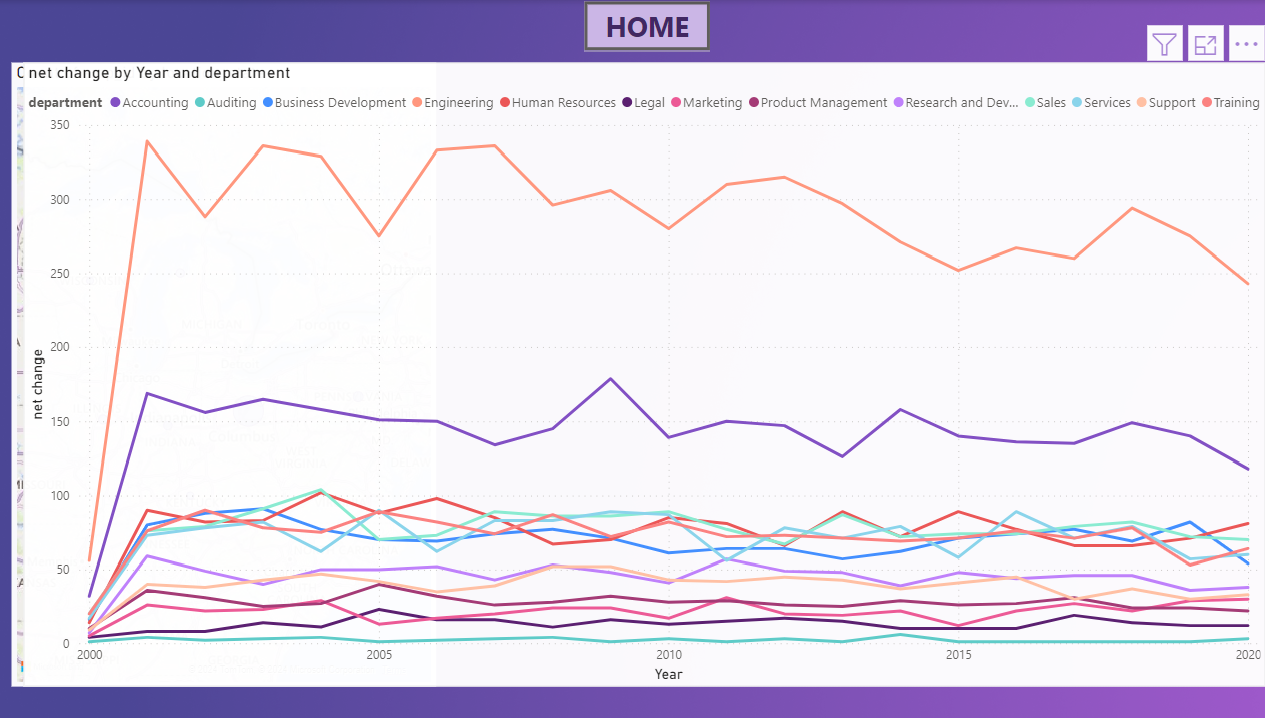 HOME
net change by Year and department
department Accounting Auditing Business Development Engineering Human Resources Legal Marketing Product Management Research and Dev... Sales Services Support Training
350
300
250
200
150
100
50
0
net change
2000 2005 2010 2015 2020
Year